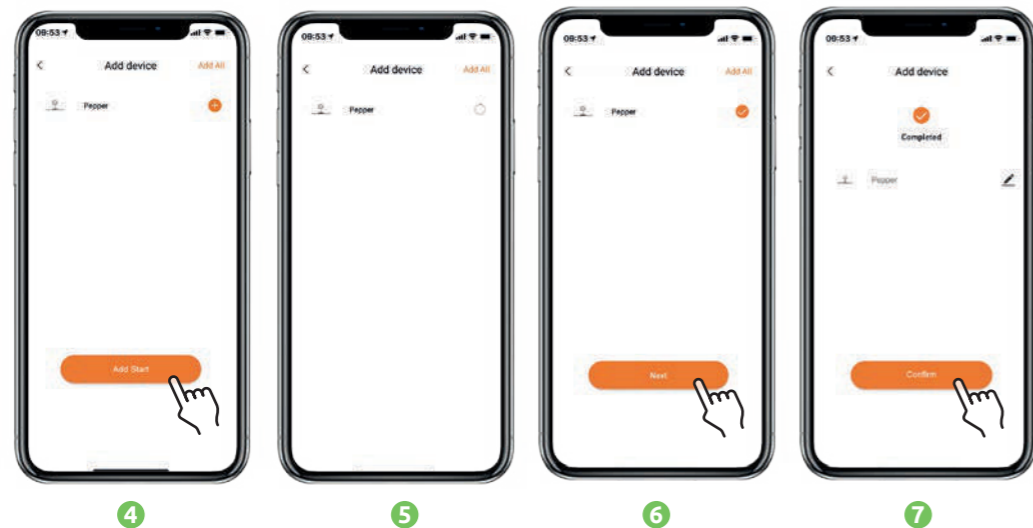 09:53
Add device
Add All
Pepper
Add Start
4
09:53
Add device
Add All
Pepper
5
09:53
Add device
Add All
Pepper
Next
6
09:53
Add device
Completed
Pepper
Confirm
7